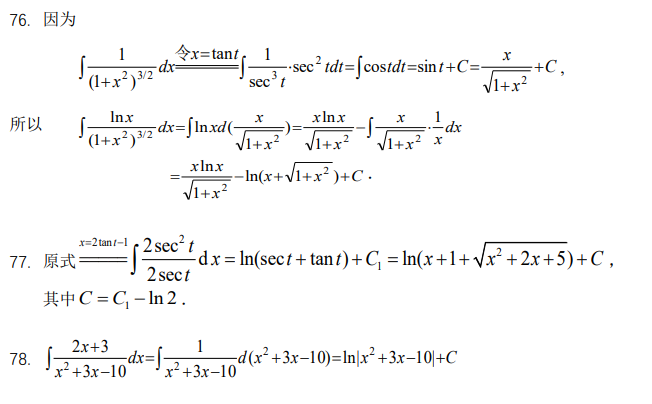 76. 因为
∫ 1/(1+x²)^{3/2} dx ==令x=tant== ∫ 1/sec³t ·sec²tdt=∫costdt=sint+C= x/√(1+x²) +C,
所以 ∫ lnx/(1+x²)^{3/2} dx=∫lnxd( x/√(1+x²) )= xlnx/√(1+x²) −∫ x/√(1+x²) · 1/x dx
= xlnx/√(1+x²) −ln(x+√(1+x²))+C .
77. 原式 ==x=2tant−1== ∫ 2sec²t/2sect dx = ln(sect+tant)+C₁ = ln(x+1+√(x²+2x+5))+C ,
其中 C=C₁−ln2 .
78. ∫ 2x+3/x²+3x−10 dx=∫ 1/x²+3x−10 d(x²+3x−10)=ln|x²+3x−10|+C